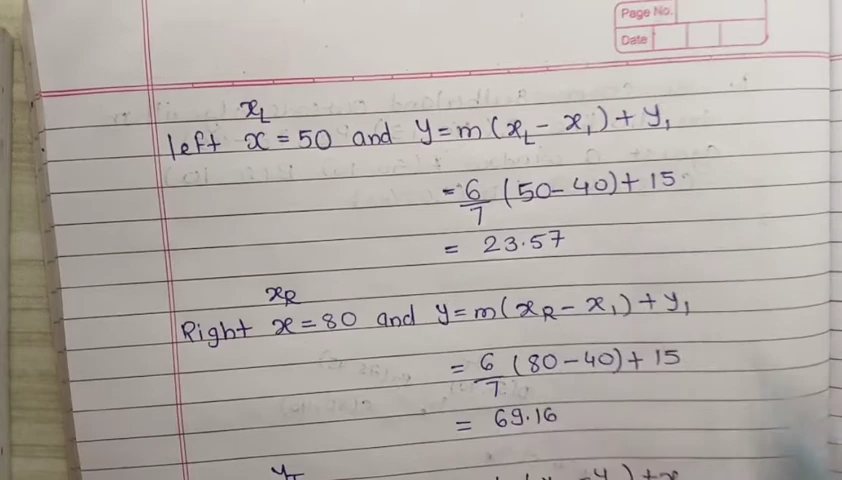 Page No.
Date
xL
left x = 50 and y = m (xL - x1) + y1
= 6/7 (50 - 40) + 15
= 23.57
xR
Right x = 80 and y = m (xR - x1) + y1
= 6/7 (80 - 40) + 15
= 69.16